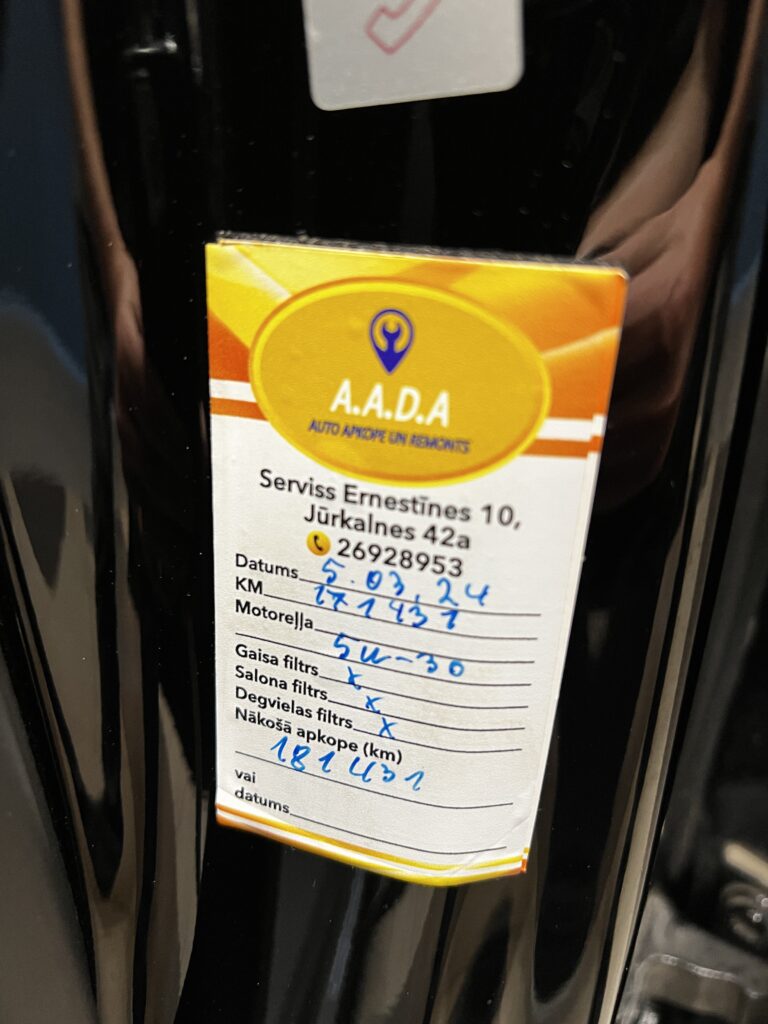 A.A.D.A
AUTO APKOPE UN REMONTS
Serviss Ernestīnes 10,
Jūrkalnes 42a
26928953
Datums 5.03.24
KM 171431
Motoreļļa
5W-30
Gaisa filtrs x
Salona filtrs x
Degvielas filtrs x
Nākošā apkope (km)
181431
vai
datums